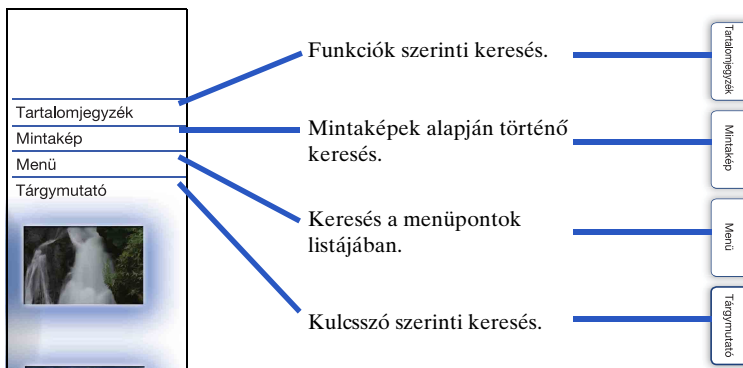 Tartalomjegyzék
Mintakép
Menü
Tárgymutató
Funkciók szerinti keresés.
Mintaképek alapján történő
keresés.
Keresés a menüpontok
listájában.
Kulcsszó szerinti keresés.
Tartalomjegyzék
Mintakép
Menü
Tárgymutató